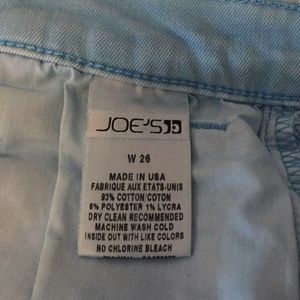 JOE'S
W 26
MADE IN USA
FABRIQUE AUX ETATS-UNIS
93% COTTON/COTON
6% POLYESTER 1% LYCRA
DRY CLEAN RECOMMENDED
MACHINE WASH COLD
INSIDE OUT WITH LIKE COLORS
NO CHLORINE BLEACH